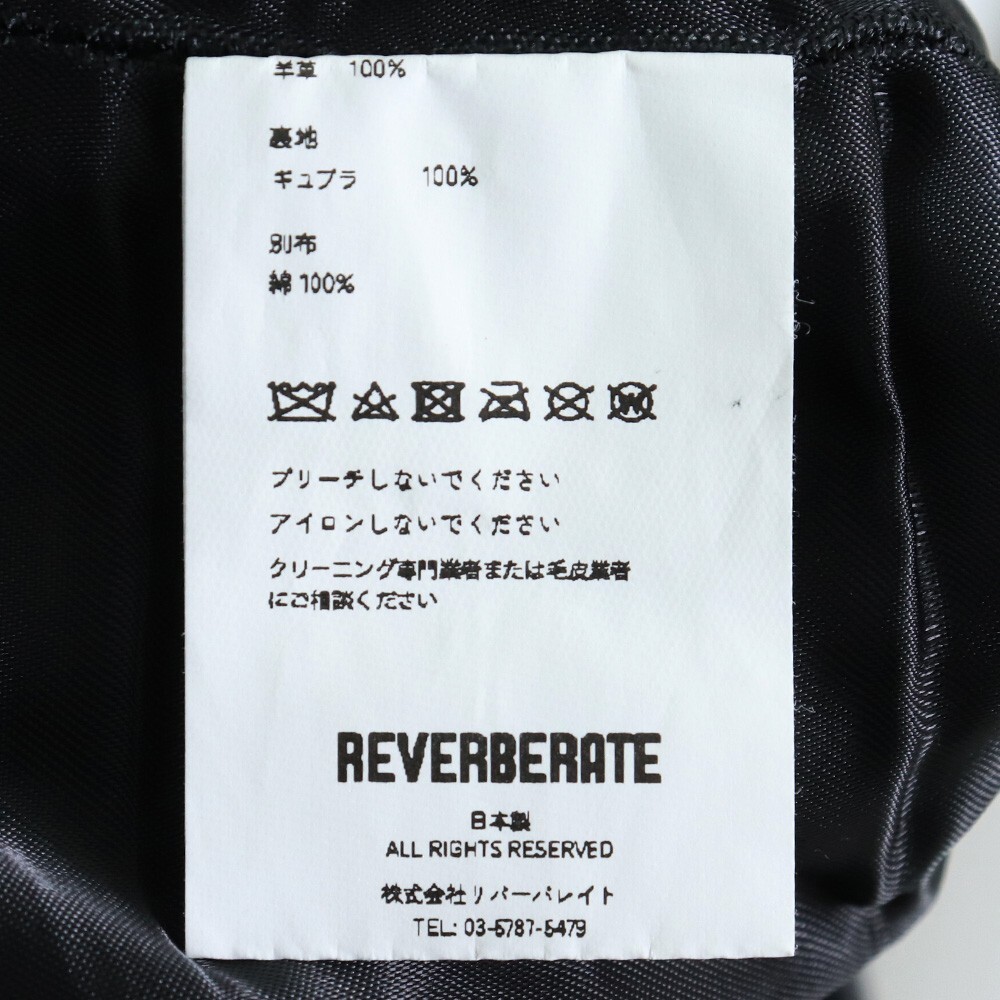 羊革 100%
裏地
キュプラ 100%
別布
綿 100%
W
ブリーチしないでください
アイロンしないでください
クリーニング専門業者または毛皮業者
にご相談ください
REVERBERATE
日本製
ALL RIGHTS RESERVED
株式会社リバーバレイト
TEL: 03-5787-5479